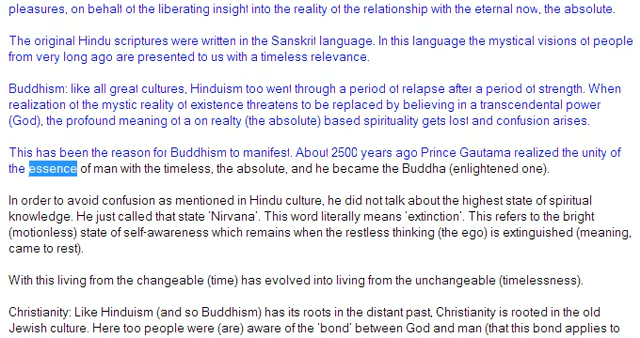 pleasures, on behalf of the liberating insight into the reality of the relationship with the eternal now, the absolute.
The original Hindu scriptures were written in the Sanskrit language. In this language the mystical visions of people
from very long ago are presented to us with a timeless relevance.
Buddhism: like all great cultures, Hinduism too went through a period of relapse after a period of strength. When
realization of the mystic reality of existence threatens to be replaced by believing in a transcendental power
(God), the profound meaning of a on realty (the absolute) based spirituality gets lost and confusion arises.
This has been the reason for Buddhism to manifest. About 2500 years ago Prince Gautama realized the unity of
the essence of man with the timeless, the absolute, and he became the Buddha (enlightened one).
In order to avoid confusion as mentioned in Hindu culture, he did not talk about the highest state of spiritual
knowledge. He just called that state 'Nirvana'. This word literally means 'extinction'. This refers to the bright
(motionless) state of self-awareness which remains when the restless thinking (the ego) is extinguished (meaning,
came to rest).
With this living from the changeable (time) has evolved into living from the unchangeable (timelessness).
Christianity: Like Hinduism (and so Buddhism) has its roots in the distant past, Christianity is rooted in the old
Jewish culture. Here too people were (are) aware of the 'bond' between God and man (that this bond applies to